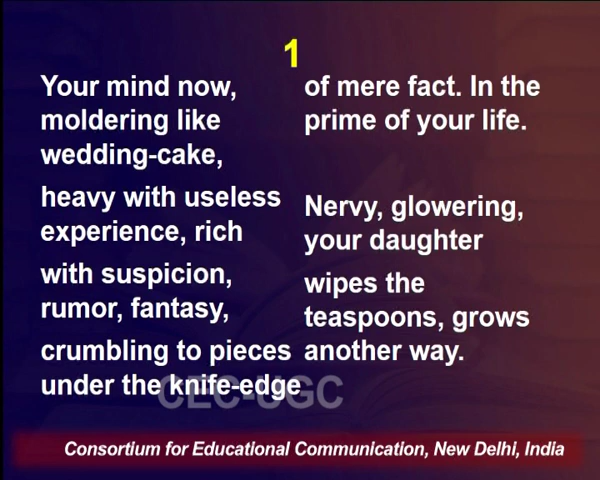 1
Your mind now,
moldering like
wedding-cake,
heavy with useless
experience, rich
with suspicion,
rumor, fantasy,
crumbling to pieces
under the knife-edge
of mere fact. In the
prime of your life.
Nervy, glowering,
your daughter
wipes the
teaspoons, grows
another way.
CEC-UGC
Consortium for Educational Communication, New Delhi, India